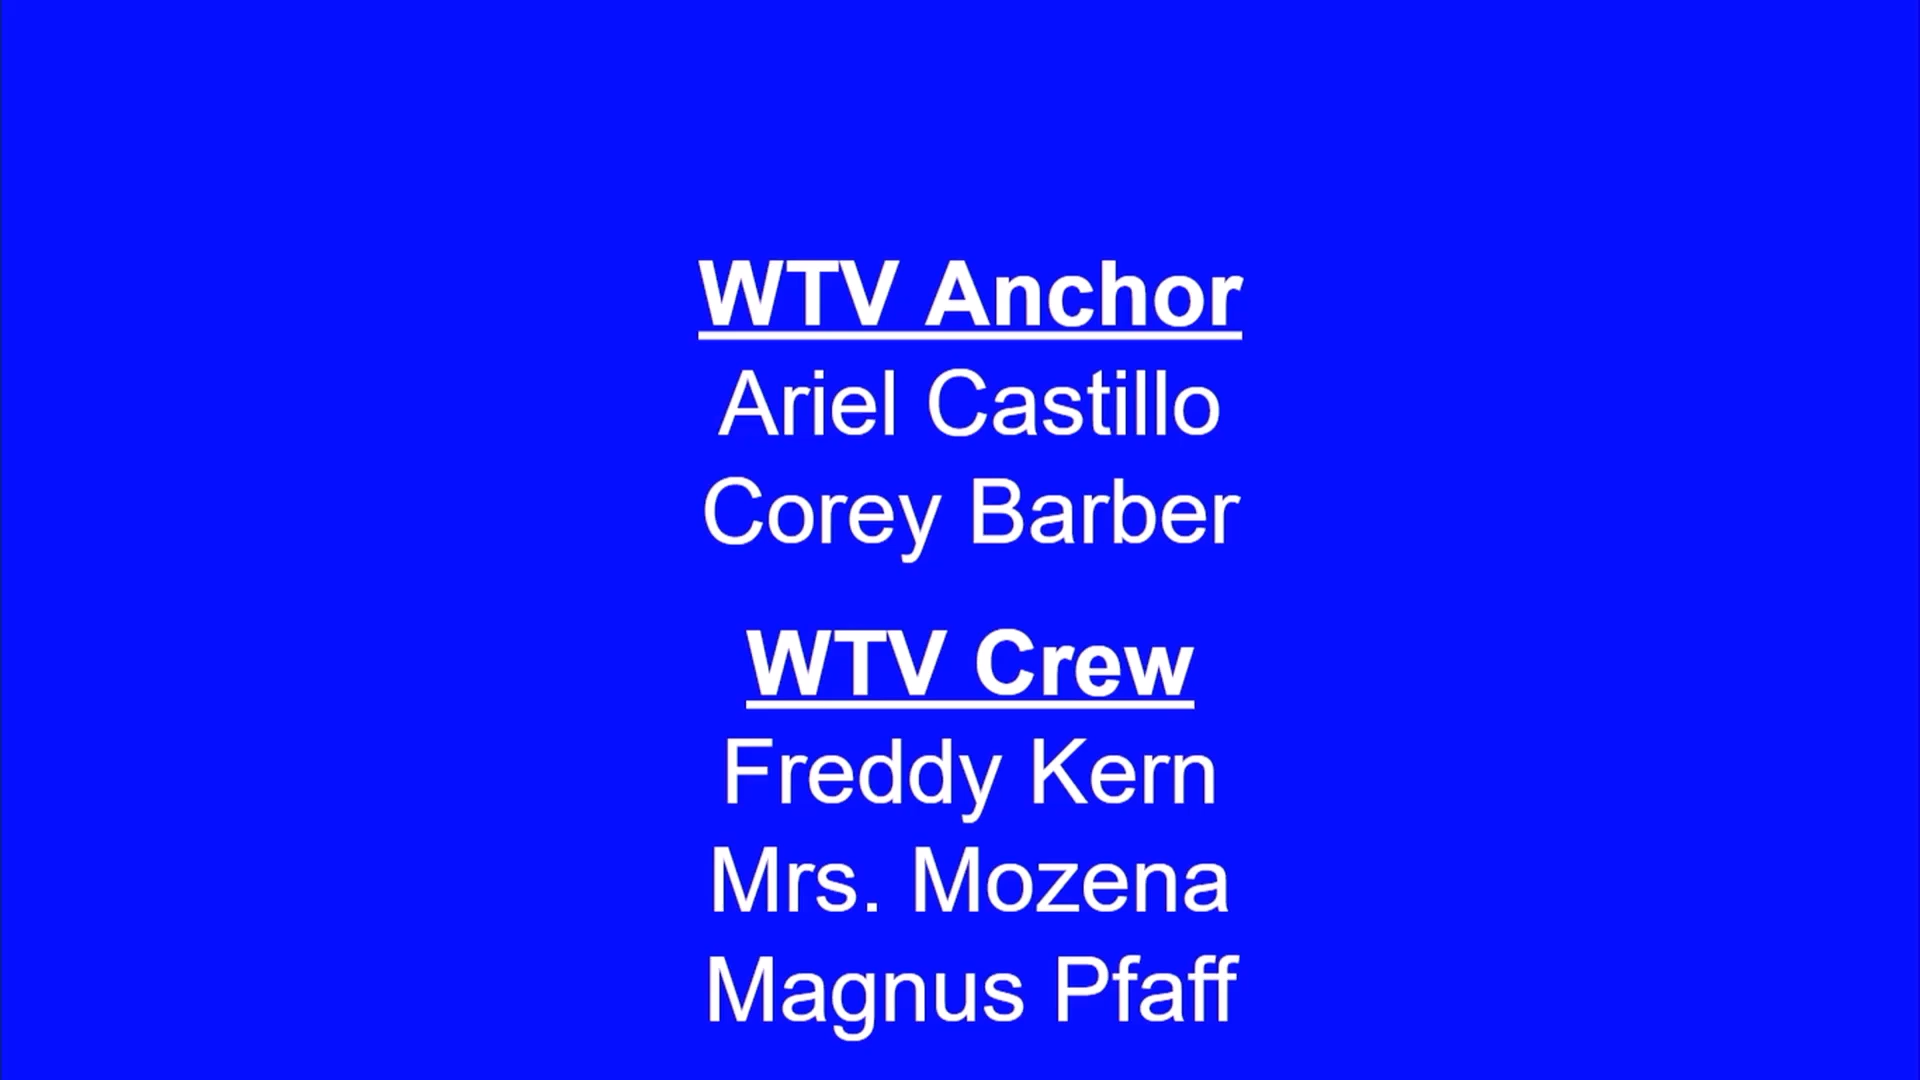 WTV Anchor
Ariel Castillo
Corey Barber
WTV Crew
Freddy Kern
Mrs. Mozena
Magnus Pfaff